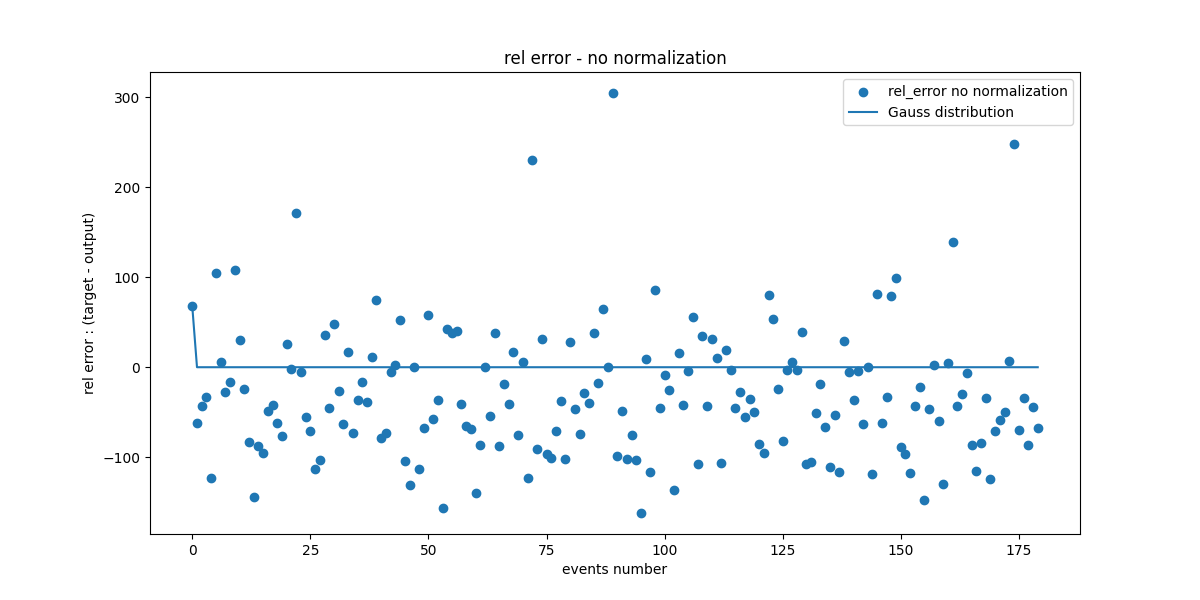 rel error - no normalization
rel_error no normalization
Gauss distribution
rel error : (target - output)
300
200
100
0
−100
0 25 50 75 100 125 150 175
events number